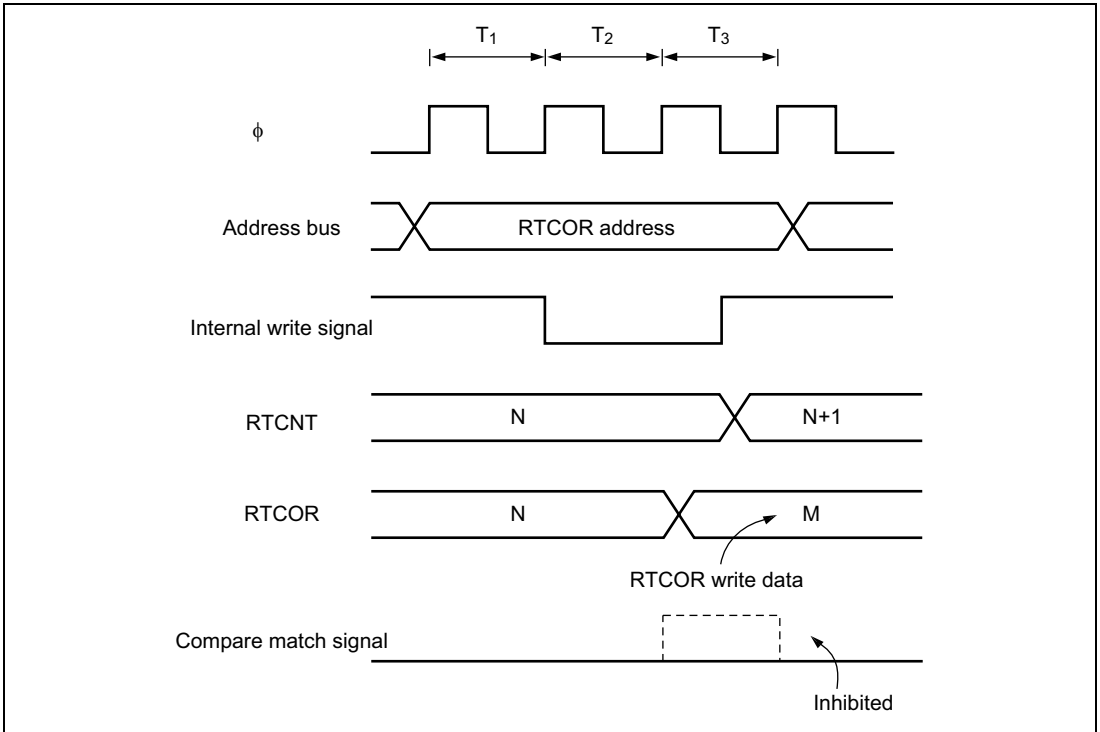 T1 T2 T3
ϕ
Address bus RTCOR address
Internal write signal
RTCNT N N+1
RTCOR N M
RTCOR write data
Compare match signal
Inhibited